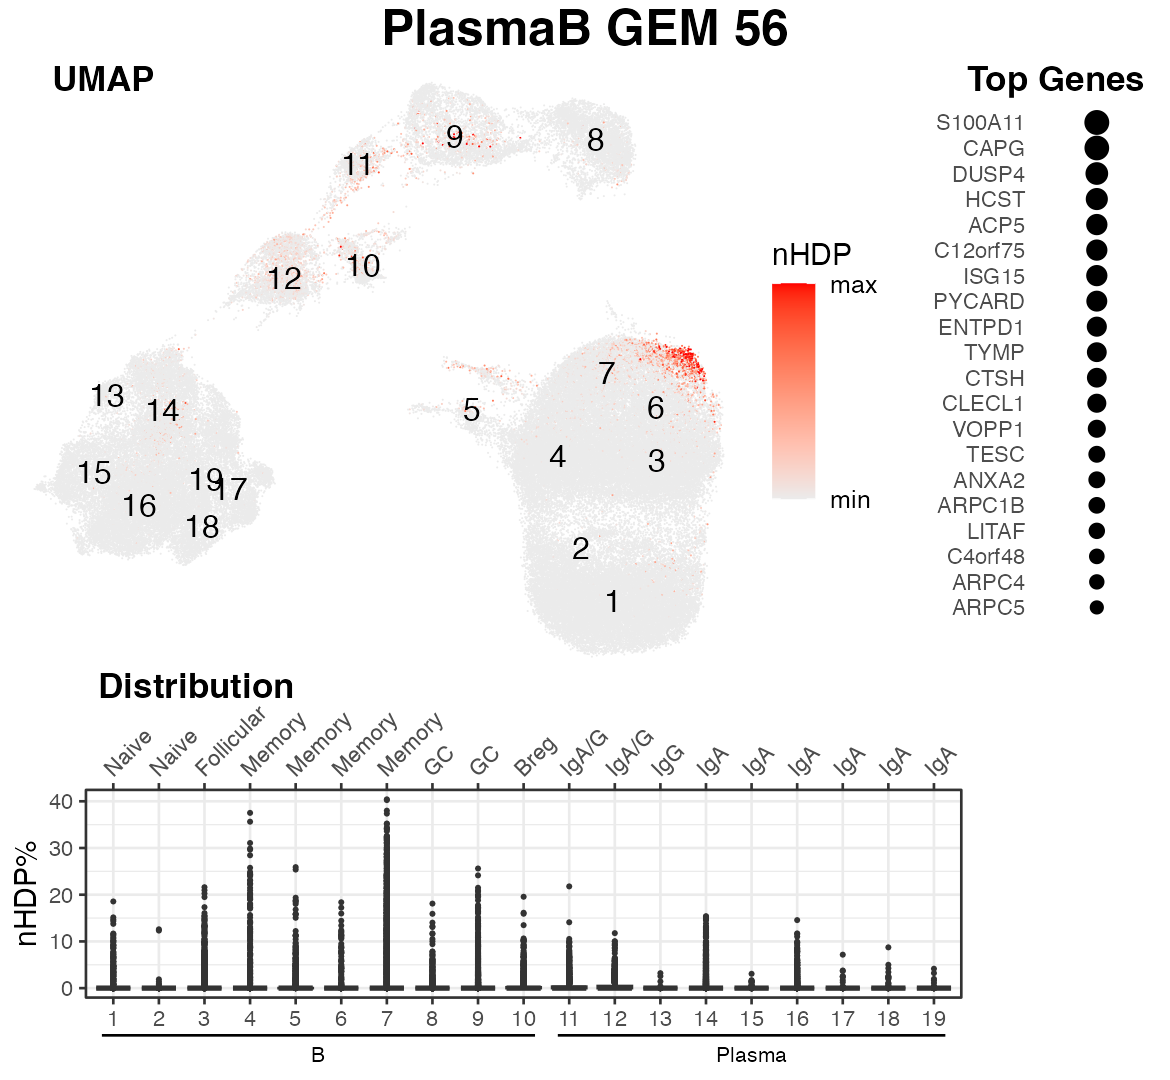 PlasmaB GEM 56
UMAP
Top Genes
9
8
11
10
12
13
14
15
16
19
17
18
7
5
6
4
3
2
1
nHDP
max
min
S100A11
CAPG
DUSP4
HCST
ACP5
C12orf75
ISG15
PYCARD
ENTPD1
TYMP
CTSH
CLECL1
VOPP1
TESC
ANXA2
ARPC1B
LITAF
C4orf48
ARPC4
ARPC5
Distribution
Naive Naive Follicular Memory Memory Memory Memory GC GC Breg IgA/G IgA/G IgG IgA IgA IgA IgA IgA IgA
nHDP%
40
30
20
10
0
1 2 3 4 5 6 7 8 9 10 11 12 13 14 15 16 17 18 19
B Plasma